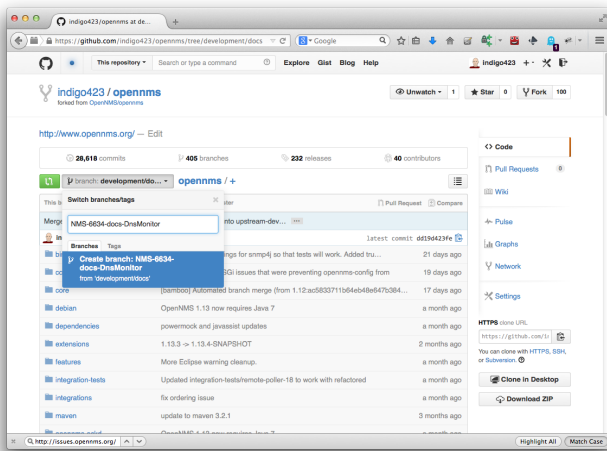 indigo423/opennms at de...
https://github.com/indigo423/opennms/tree/development/docs
Google
This repository
Search or type a command
Explore Gist Blog Help
indigo423
indigo423 / opennms
forked from OpenNMS/opennms
Unwatch 1
Star 0
Fork 100
http://www.opennms.org/ — Edit
28,618 commits
405 branches
232 releases
40 contributors
branch: development/do...
opennms / +
Switch branches/tags
Pull Request Compare
NMS-6634-docs-DnsMonitor
into upstream-dev...
latest commit dd19d423fe
Branches Tags
Create branch: NMS-6634-
docs-DnsMonitor
from 'development/docs'
ings for snmp4j so that tests will work. Added tru... 21 days ago
SGi issues that were preventing opennms-config from 19 days ago
core [bamboo] Automated branch merge (from 1.12:ac5833711b64eb48e647b384... 17 days ago
debian OpenNMS 1.13 now requires Java 7 a month ago
dependencies powermock and javassist updates a month ago
extensions 1.13.3 -> 1.13.4-SNAPSHOT 2 months ago
features More Eclipse warning cleanup. a month ago
integration-tests Updated integration-tests/remote-poller-18 to work with refactored a month ago
integrations fix ordering issue a month ago
maven update to maven 3.2.1 3 months ago
Code
Pull Requests 6
Wiki
Pulse
Graphs
Network
Settings
HTTPS clone URL
https://github.com/i
You can clone with HTTPS, SSH,
or Subversion.
Clone in Desktop
Download ZIP
http://issues.opennms.org/
Highlight All
Match Case